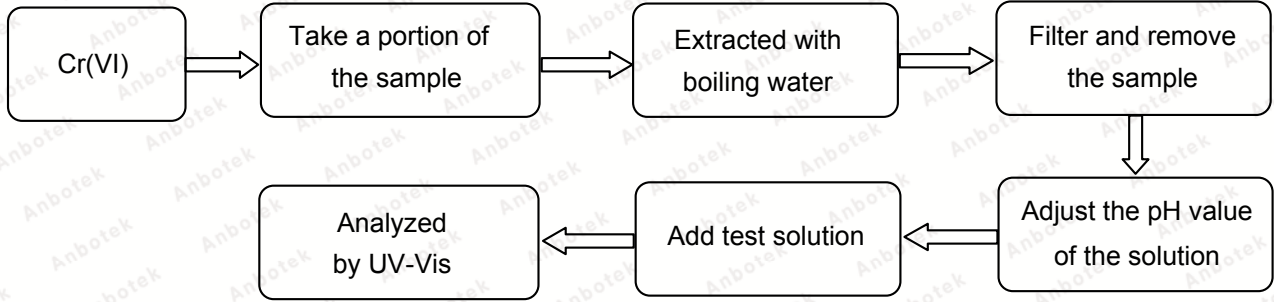 Cr(VI)
Take a portion of
the sample
Extracted with
boiling water
Filter and remove
the sample
Adjust the pH value
of the solution
Add test solution
Analyzed
by UV-Vis
Anbotek